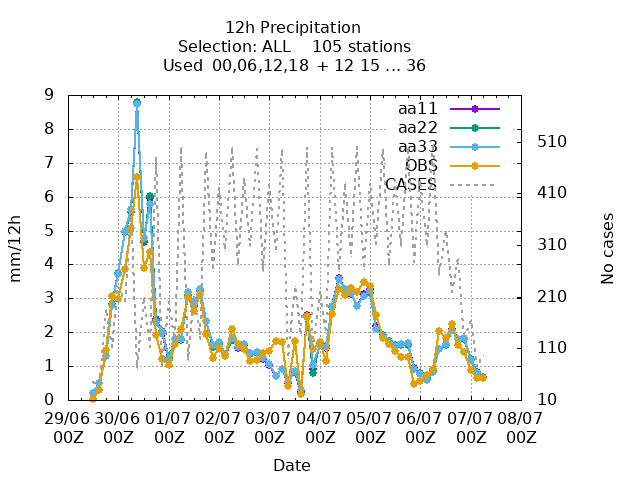 12h Precipitation
Selection: ALL    105 stations
Used  00,06,12,18 + 12 15 ... 36
mm/12h
9
8
7
6
5
4
3
2
1
0
No cases
510
410
310
210
110
10
aa11
aa22
aa33
OBS
CASES
29/06 30/06 01/07 02/07 03/07 04/07 05/07 06/07 07/07 08/07
00Z 00Z 00Z 00Z 00Z 00Z 00Z 00Z 00Z 00Z
Date